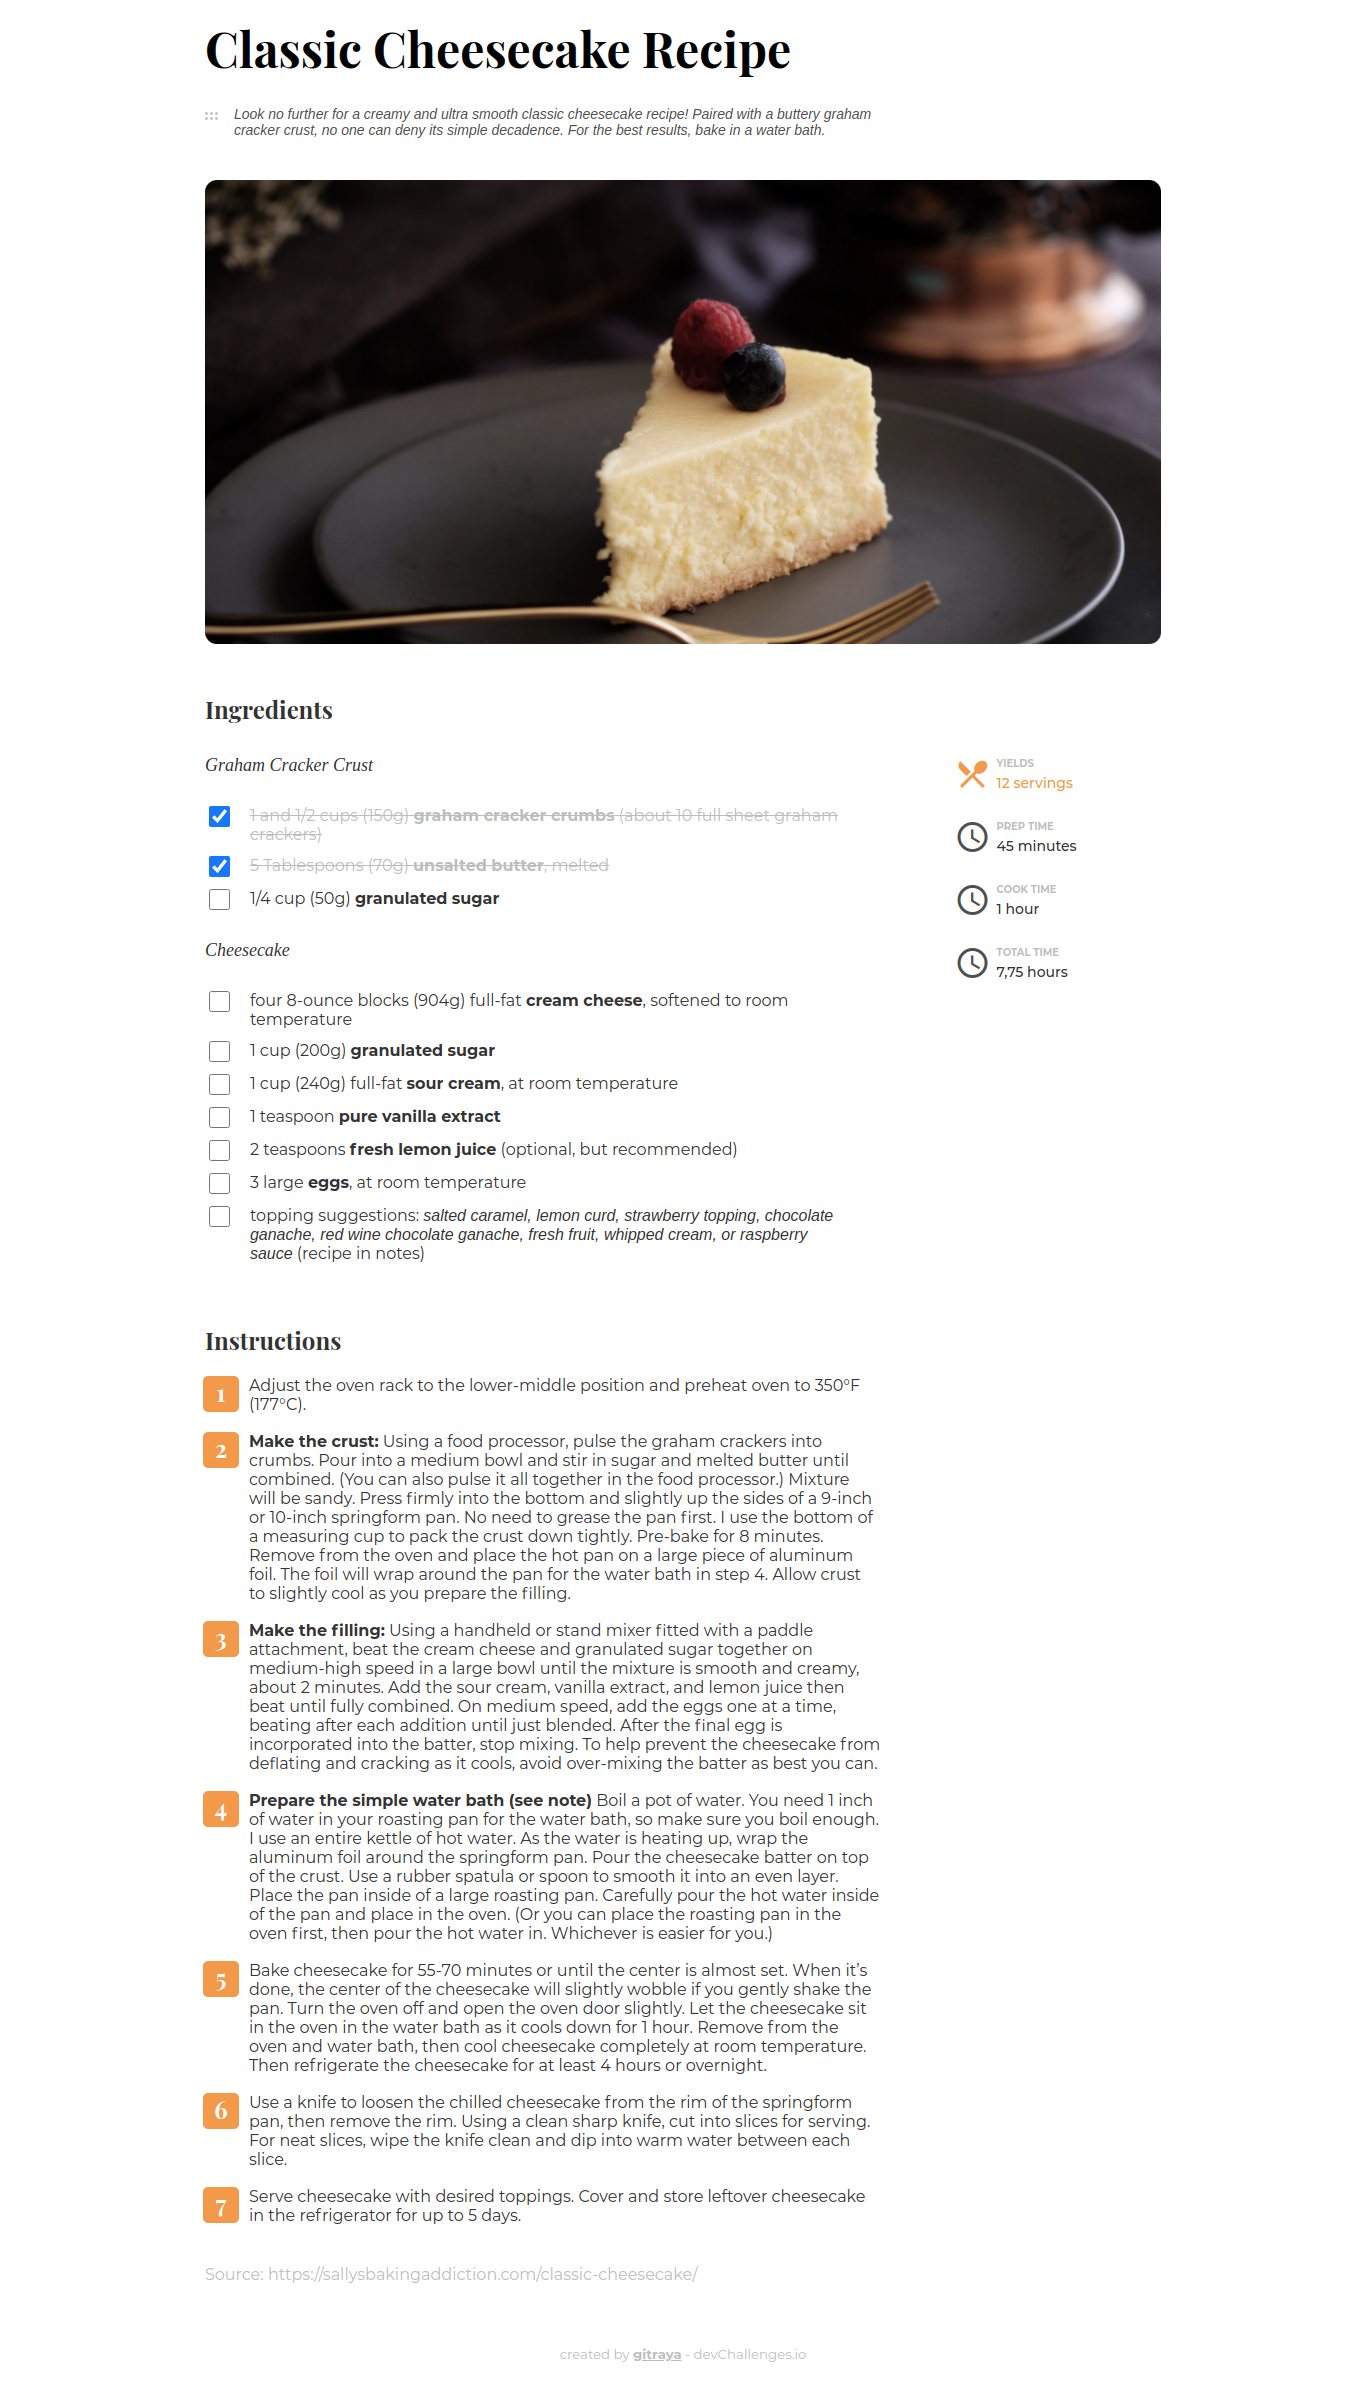 Classic Cheesecake Recipe
Look no further for a creamy and ultra smooth classic cheesecake recipe! Paired with a buttery graham
cracker crust, no one can deny its simple decadence. For the best results, bake in a water bath.
Ingredients
Graham Cracker Crust
1 and 1/2 cups (150g) graham cracker crumbs (about 10 full sheet graham
crackers)
5 Tablespoons (70g) unsalted butter, melted
1/4 cup (50g) granulated sugar
Cheesecake
four 8-ounce blocks (904g) full-fat cream cheese, softened to room
temperature
1 cup (200g) granulated sugar
1 cup (240g) full-fat sour cream, at room temperature
1 teaspoon pure vanilla extract
2 teaspoons fresh lemon juice (optional, but recommended)
3 large eggs, at room temperature
topping suggestions: salted caramel, lemon curd, strawberry topping, chocolate
ganache, red wine chocolate ganache, fresh fruit, whipped cream, or raspberry
sauce (recipe in notes)
YIELDS
12 servings
PREP TIME
45 minutes
COOK TIME
1 hour
TOTAL TIME
7,75 hours
Instructions
1 Adjust the oven rack to the lower-middle position and preheat oven to 350°F
(177°C).
2 Make the crust: Using a food processor, pulse the graham crackers into
crumbs. Pour into a medium bowl and stir in sugar and melted butter until
combined. (You can also pulse it all together in the food processor.) Mixture
will be sandy. Press firmly into the bottom and slightly up the sides of a 9-inch
or 10-inch springform pan. No need to grease the pan first. I use the bottom of
a measuring cup to pack the crust down tightly. Pre-bake for 8 minutes.
Remove from the oven and place the hot pan on a large piece of aluminum
foil. The foil will wrap around the pan for the water bath in step 4. Allow crust
to slightly cool as you prepare the filling.
3 Make the filling: Using a handheld or stand mixer fitted with a paddle
attachment, beat the cream cheese and granulated sugar together on
medium-high speed in a large bowl until the mixture is smooth and creamy,
about 2 minutes. Add the sour cream, vanilla extract, and lemon juice then
beat until fully combined. On medium speed, add the eggs one at a time,
beating after each addition until just blended. After the final egg is
incorporated into the batter, stop mixing. To help prevent the cheesecake from
deflating and cracking as it cools, avoid over-mixing the batter as best you can.
4 Prepare the simple water bath (see note) Boil a pot of water. You need 1 inch
of water in your roasting pan for the water bath, so make sure you boil enough.
I use an entire kettle of hot water. As the water is heating up, wrap the
aluminum foil around the springform pan. Pour the cheesecake batter on top
of the crust. Use a rubber spatula or spoon to smooth it into an even layer.
Place the pan inside of a large roasting pan. Carefully pour the hot water inside
of the pan and place in the oven. (Or you can place the roasting pan in the
oven first, then pour the hot water in. Whichever is easier for you.)
5 Bake cheesecake for 55-70 minutes or until the center is almost set. When it’s
done, the center of the cheesecake will slightly wobble if you gently shake the
pan. Turn the oven off and open the oven door slightly. Let the cheesecake sit
in the oven in the water bath as it cools down for 1 hour. Remove from the
oven and water bath, then cool cheesecake completely at room temperature.
Then refrigerate the cheesecake for at least 4 hours or overnight.
6 Use a knife to loosen the chilled cheesecake from the rim of the springform
pan, then remove the rim. Using a clean sharp knife, cut into slices for serving.
For neat slices, wipe the knife clean and dip into warm water between each
slice.
7 Serve cheesecake with desired toppings. Cover and store leftover cheesecake
in the refrigerator for up to 5 days.
Source: https://sallysbakingaddiction.com/classic-cheesecake/
created by gitraya - devChallenges.io